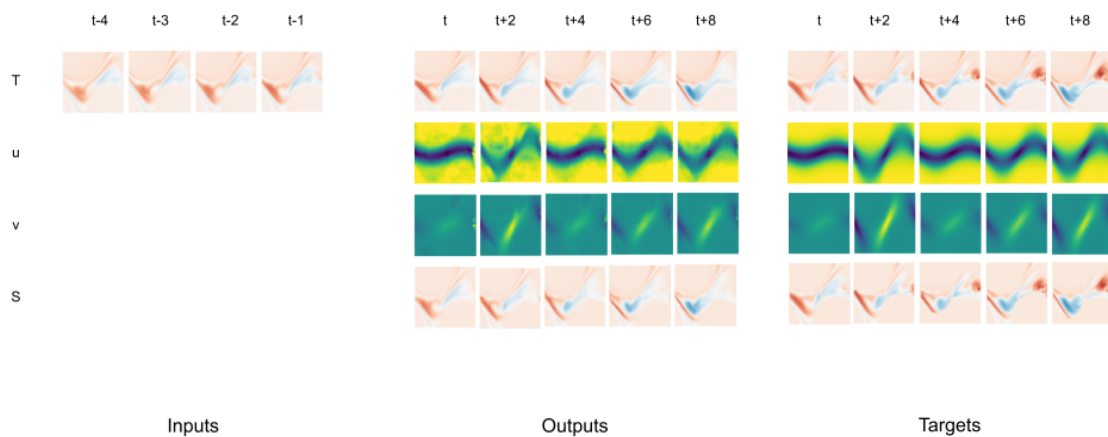 t-4 t-3 t-2 t-1 t t+2 t+4 t+6 t+8 t t+2 t+4 t+6 t+8
T
u
v
S
Inputs Outputs Targets